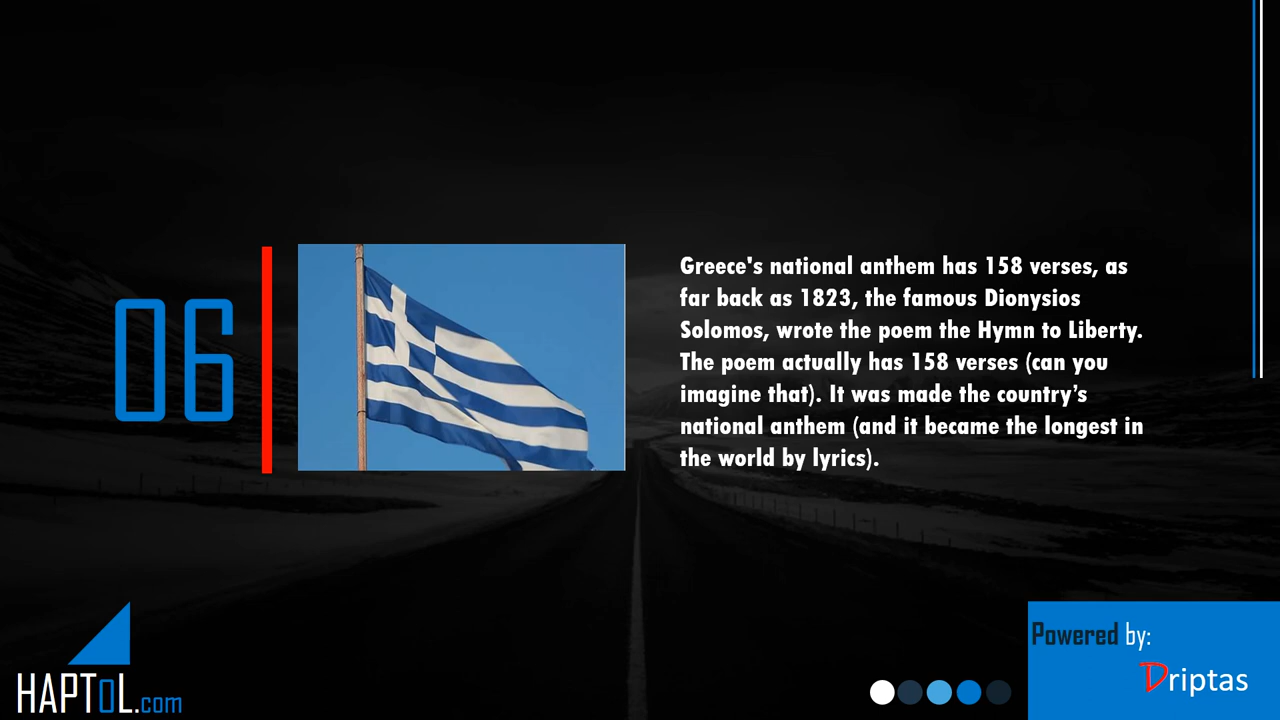 06
Greece's national anthem has 158 verses, as
far back as 1823, the famous Dionysios
Solomos, wrote the poem the Hymn to Liberty.
The poem actually has 158 verses (can you
imagine that). It was made the country’s
national anthem (and it became the longest in
the world by lyrics).
HAPTOL.com
Powered by:
Driptas